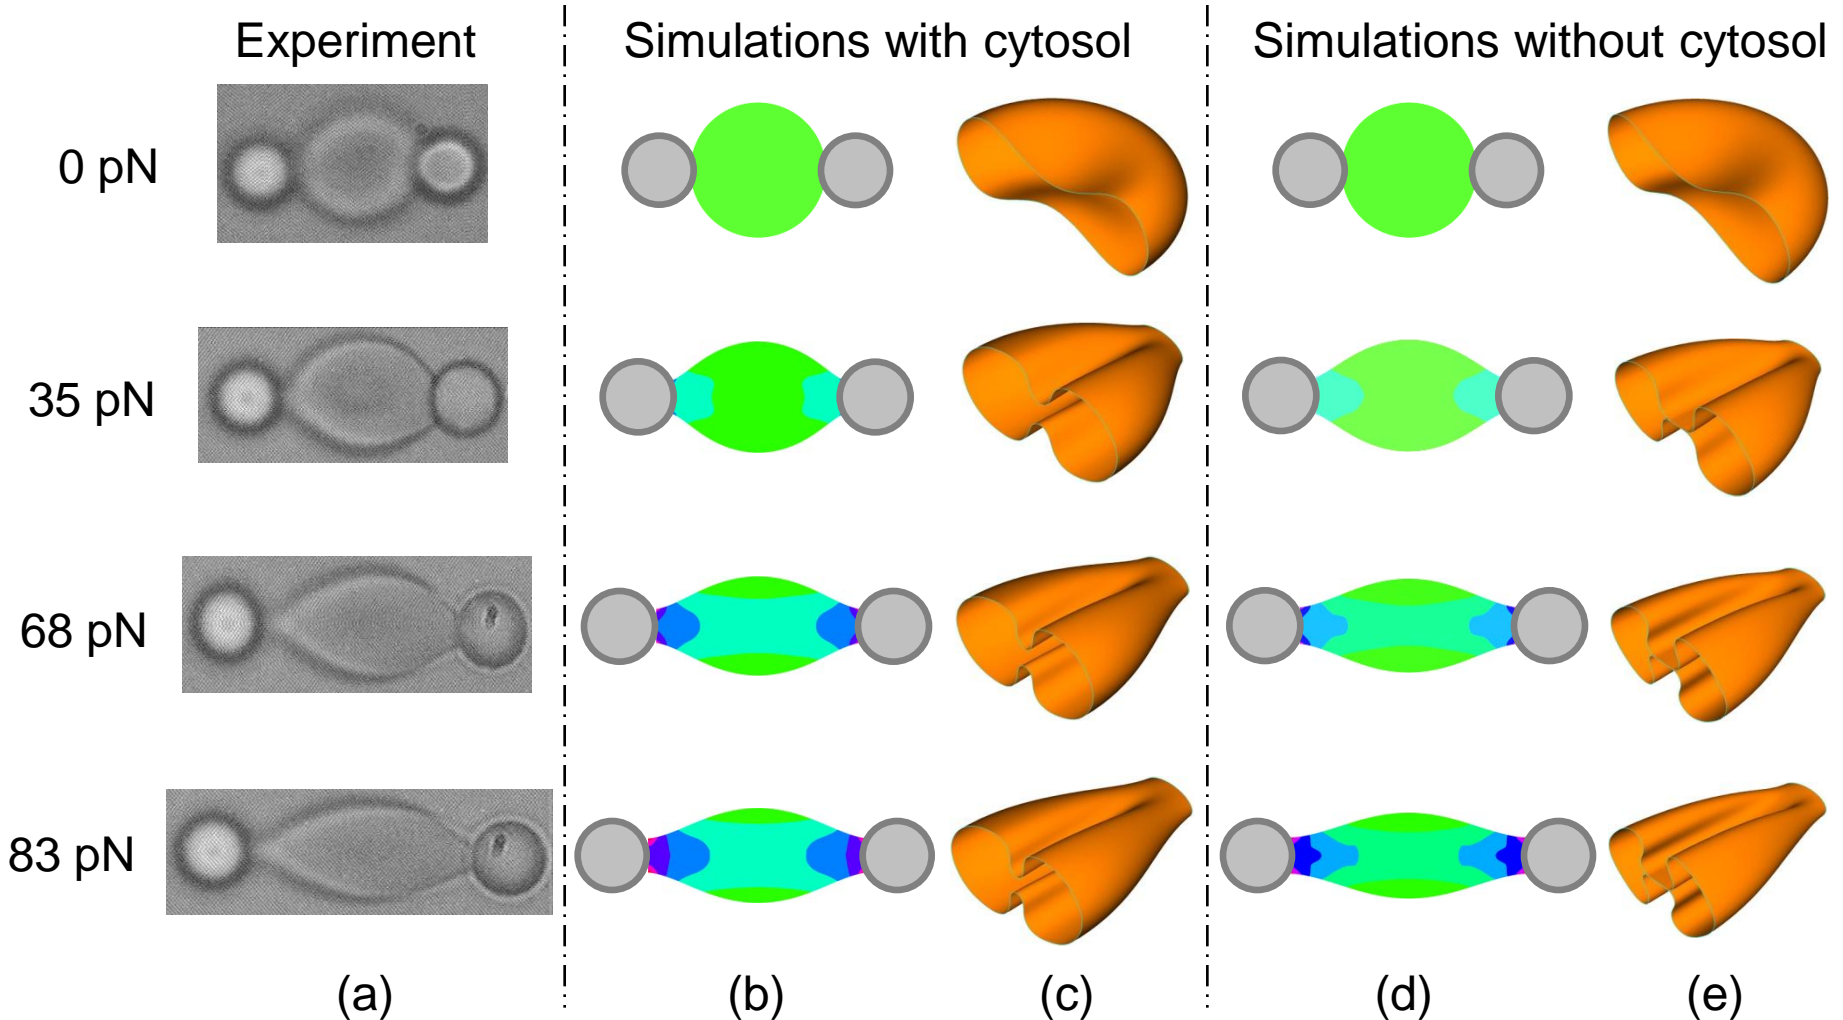 Experiment
Simulations with cytosol
Simulations without cytosol
0 pN
35 pN
68 pN
83 pN
(a)
(b)
(c)
(d)
(e)